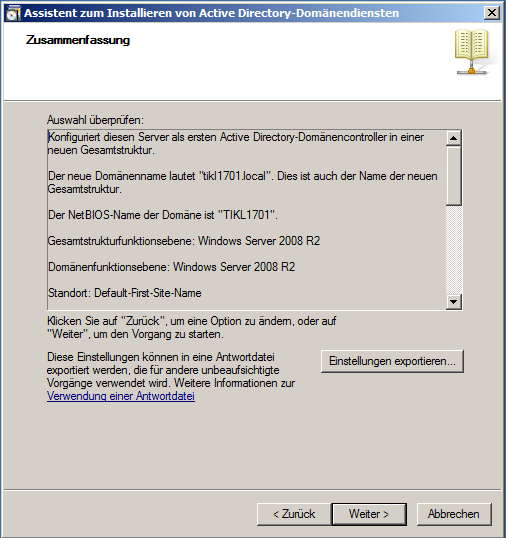 Assistent zum Installieren von Active Directory-Domänendiensten
Zusammenfassung
Auswahl überprüfen:
Konfiguriert diesen Server als ersten Active Directory-Domänencontroller in einer
neuen Gesamtstruktur.
Der neue Domänenname lautet "tikl1701.local". Dies ist auch der Name der neuen
Gesamtstruktur.
Der NetBIOS-Name der Domäne ist "TIKL1701".
Gesamtstrukturfunktionsebene: Windows Server 2008 R2
Domänenfunktionsebene: Windows Server 2008 R2
Standort: Default-First-Site-Name
Klicken Sie auf "Zurück", um eine Option zu ändern, oder auf
"Weiter", um den Vorgang zu starten.
Diese Einstellungen können in eine Antwortdatei
exportiert werden, die für andere unbeaufsichtigte
Vorgänge verwendet wird. Weitere Informationen zur
Verwendung einer Antwortdatei
Einstellungen exportieren...
< Zurück
Weiter >
Abbrechen